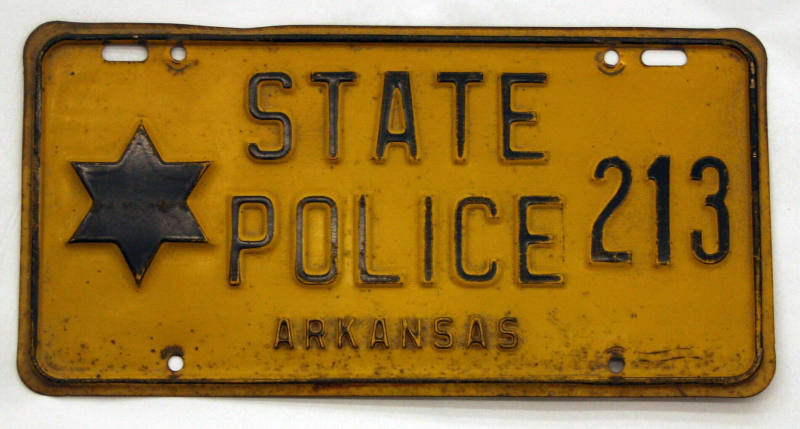 STATE
POLICE 213
ARKANSAS